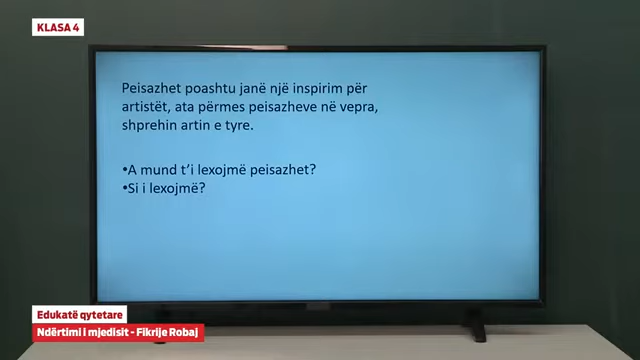 KLASA 4
Peisazhet poashtu janë një inspirim për
artistët, ata përmes peisazheve në vepra,
shprehin artin e tyre.
•A mund t’i lexojmë peisazhet?
•Si i lexojmë?
Edukatë qytetare
Ndërtimi i mjedisit - Fikrije Robaj